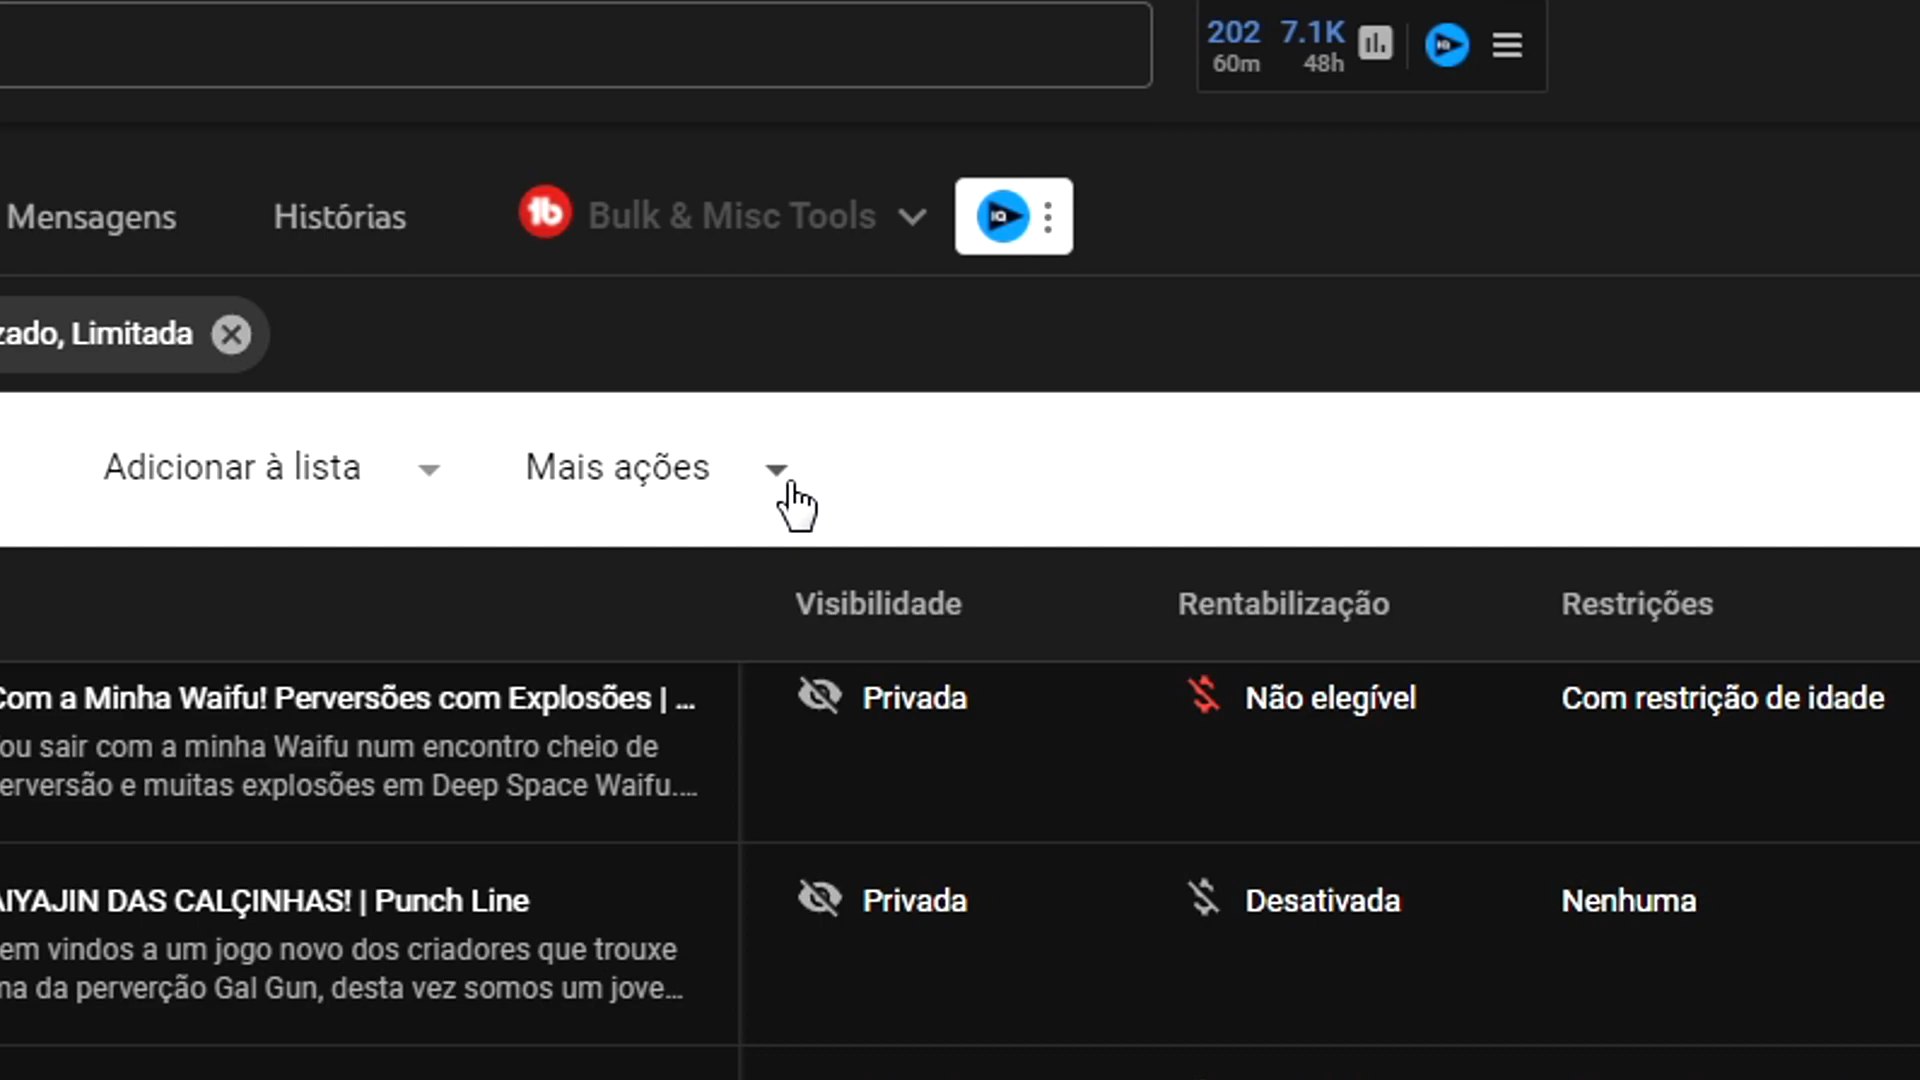 202 7.1K
60m 48h
IQ
Mensagens Histórias tb Bulk & Misc Tools IQ
zado, Limitada
Adicionar à lista Mais ações
Visibilidade Rentabilização Restrições
Com a Minha Waifu! Perversões com Explosões | ... Privada Não elegível Com restrição de idade
ou sair com a minha Waifu num encontro cheio de
erversão e muitas explosões em Deep Space Waifu....
AIYAJIN DAS CALÇINHAS! | Punch Line Privada Desativada Nenhuma
em vindos a um jogo novo dos criadores que trouxe
na da perverção Gal Gun, desta vez somos um jove...